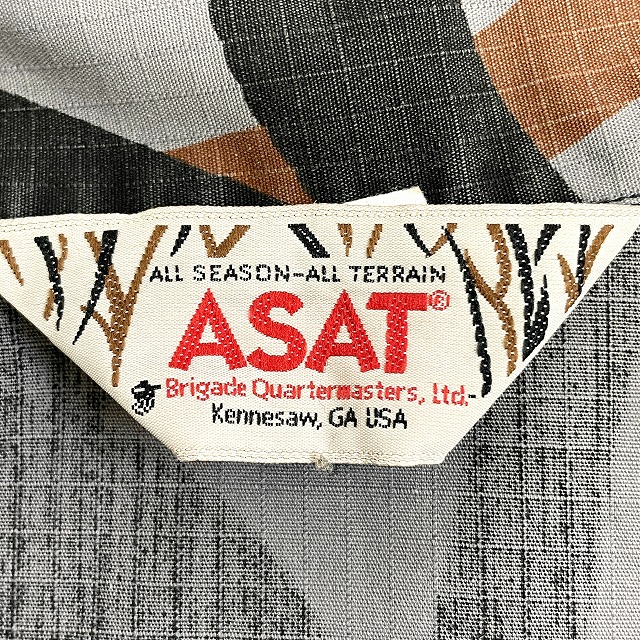 ALL SEASON-ALL TERRAIN
ASAT®
Brigade Quartermasters, Ltd.-
Kennesaw, GA USA